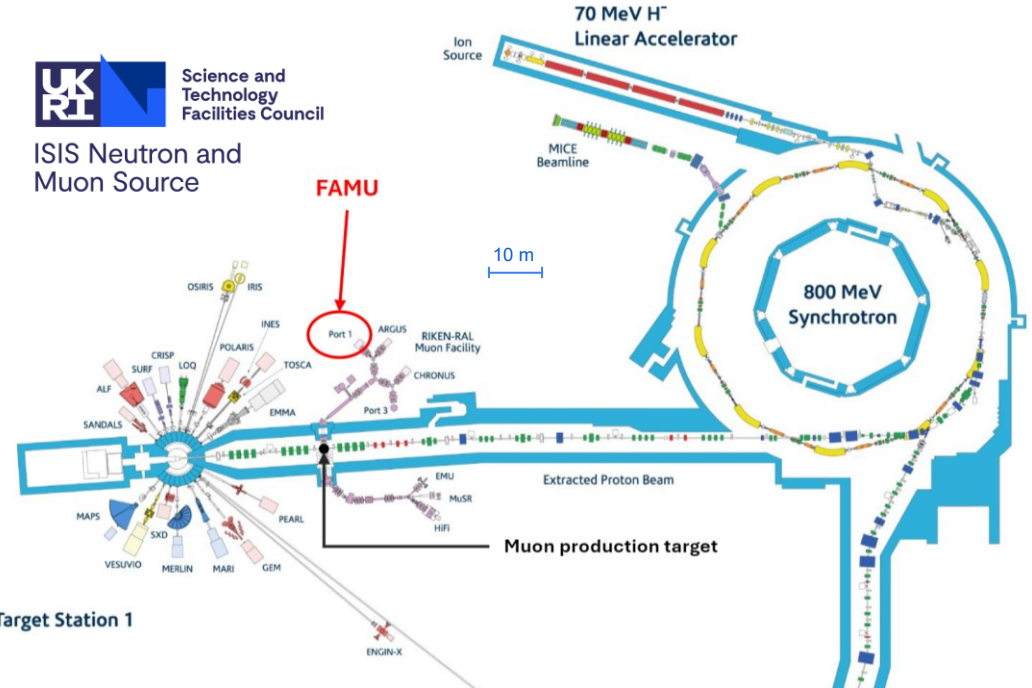 70 MeV H⁻
Linear Accelerator
Ion
Source
UK
RI
Science and
Technology
Facilities Council
ISIS Neutron and
Muon Source
MICE
Beamline
FAMU
10 m
800 MeV
Synchrotron
OSIRIS
IRIS
INES
POLARIS
TOSCA
CRISP
SURF
LOQ
ALF
EMMA
SANDALS
Port 1
ARGUS
RIKEN-RAL
Muon Facility
CHRONUS
Port 3
Extracted Proton Beam
EMU
MuSR
HiFi
MAPS
SXD
PEARL
VESUVIO
MERLIN
MARI
GEM
Muon production target
Target Station 1
ENGIN-X